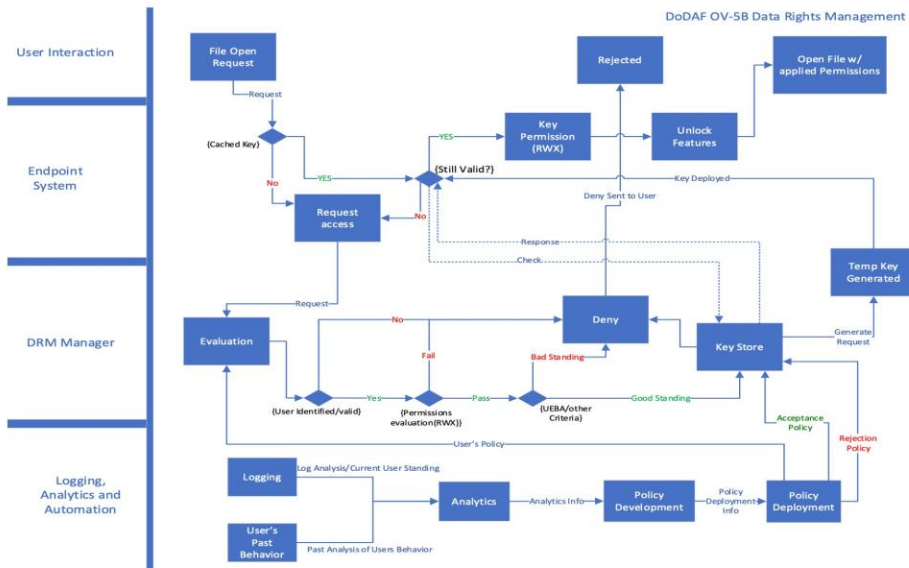 DoDAF OV-5B Data Rights Management
User Interaction
File Open
Request
Rejected
Open File w/
applied Permissions
Request
Endpoint
System
{Cached Key}
YES
No
{Still Valid?}
YES
No
Key
Permission
(RWX)
Unlock
Features
Key Deployed
Deny Sent to User
Request
access
Response
Check
Temp Key
Generated
Request
DRM Manager
Evaluation
No
Deny
Key Store
Generate
Request
Fail
Bad Standing
{User Identified/valid}
Yes
{Permissions
evaluation(RWX)}
Pass
{UEBA/other
Criteria}
Good Standing
Acceptance
Policy
Rejection
Policy
User's Policy
Logging,
Analytics and
Automation
Log Analysis/Current User Standing
Logging
Analytics
Analytics Info
Policy
Development
Policy
Deployment
Info
Policy
Deployment
User's
Past
Behavior
Past Analysis of Users Behavior